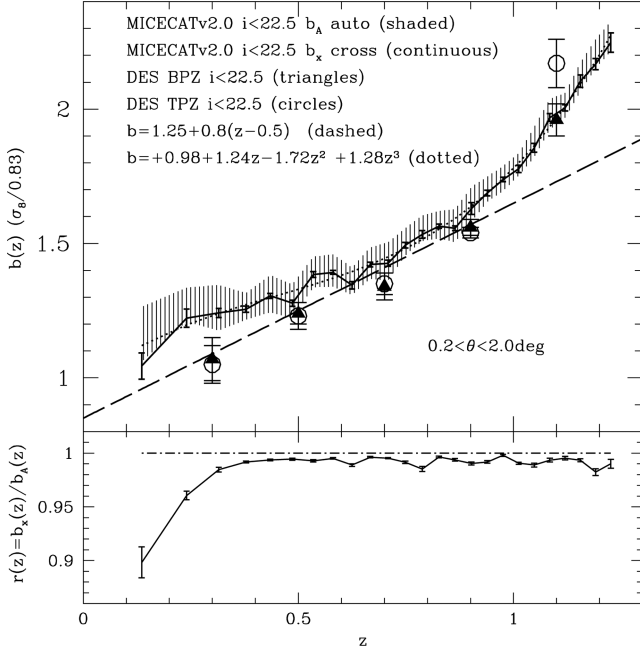 MICECATv2.0 i<22.5 b_A auto (shaded)
MICECATv2.0 i<22.5 b_x cross (continuous)
DES BPZ i<22.5 (triangles)
DES TPZ i<22.5 (circles)
b=1.25+0.8(z-0.5) (dashed)
b=+0.98+1.24z-1.72z² +1.28z³ (dotted)
2
1.5
1
b(z) (σ₈/0.83)
0.2<θ<2.0deg
1
0.95
0.9
r(z)=b_x(z)/b_A(z)
0
0.5
1
z